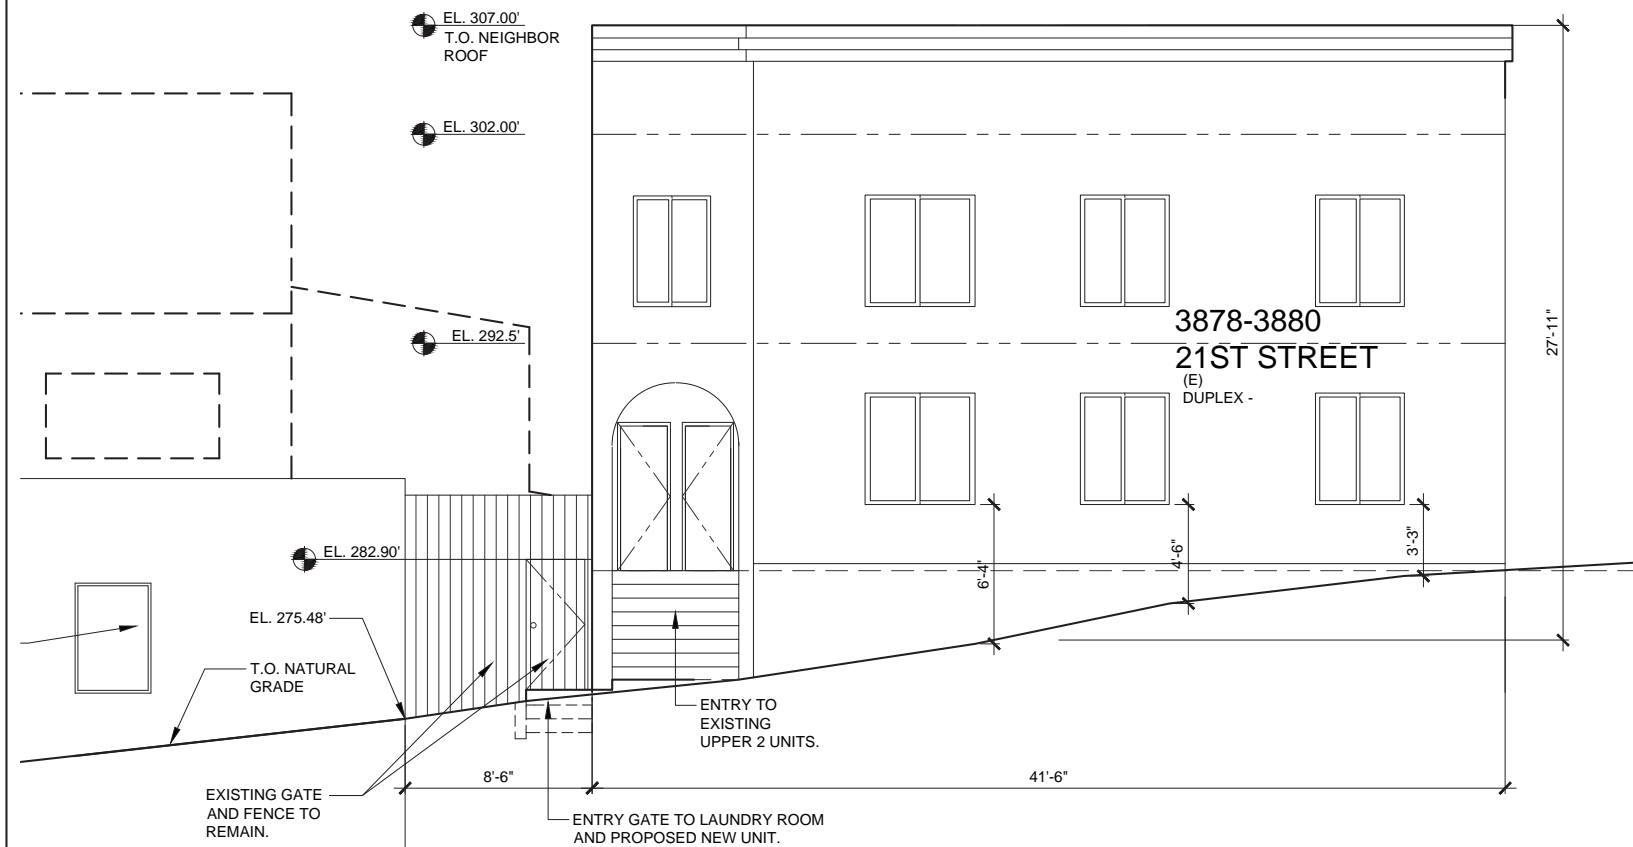 EL. 307.00'
T.O. NEIGHBOR
ROOF
EL. 302.00'
EL. 292.5'
3878-3880
21ST STREET
(E)
DUPLEX -
27'-11"
EL. 282.90'
6'-4"
4'-6"
3'-3"
EL. 275.48'
T.O. NATURAL
GRADE
ENTRY TO
EXISTING
UPPER 2 UNITS.
8'-6"
41'-6"
EXISTING GATE
AND FENCE TO
REMAIN.
ENTRY GATE TO LAUNDRY ROOM
AND PROPOSED NEW UNIT.